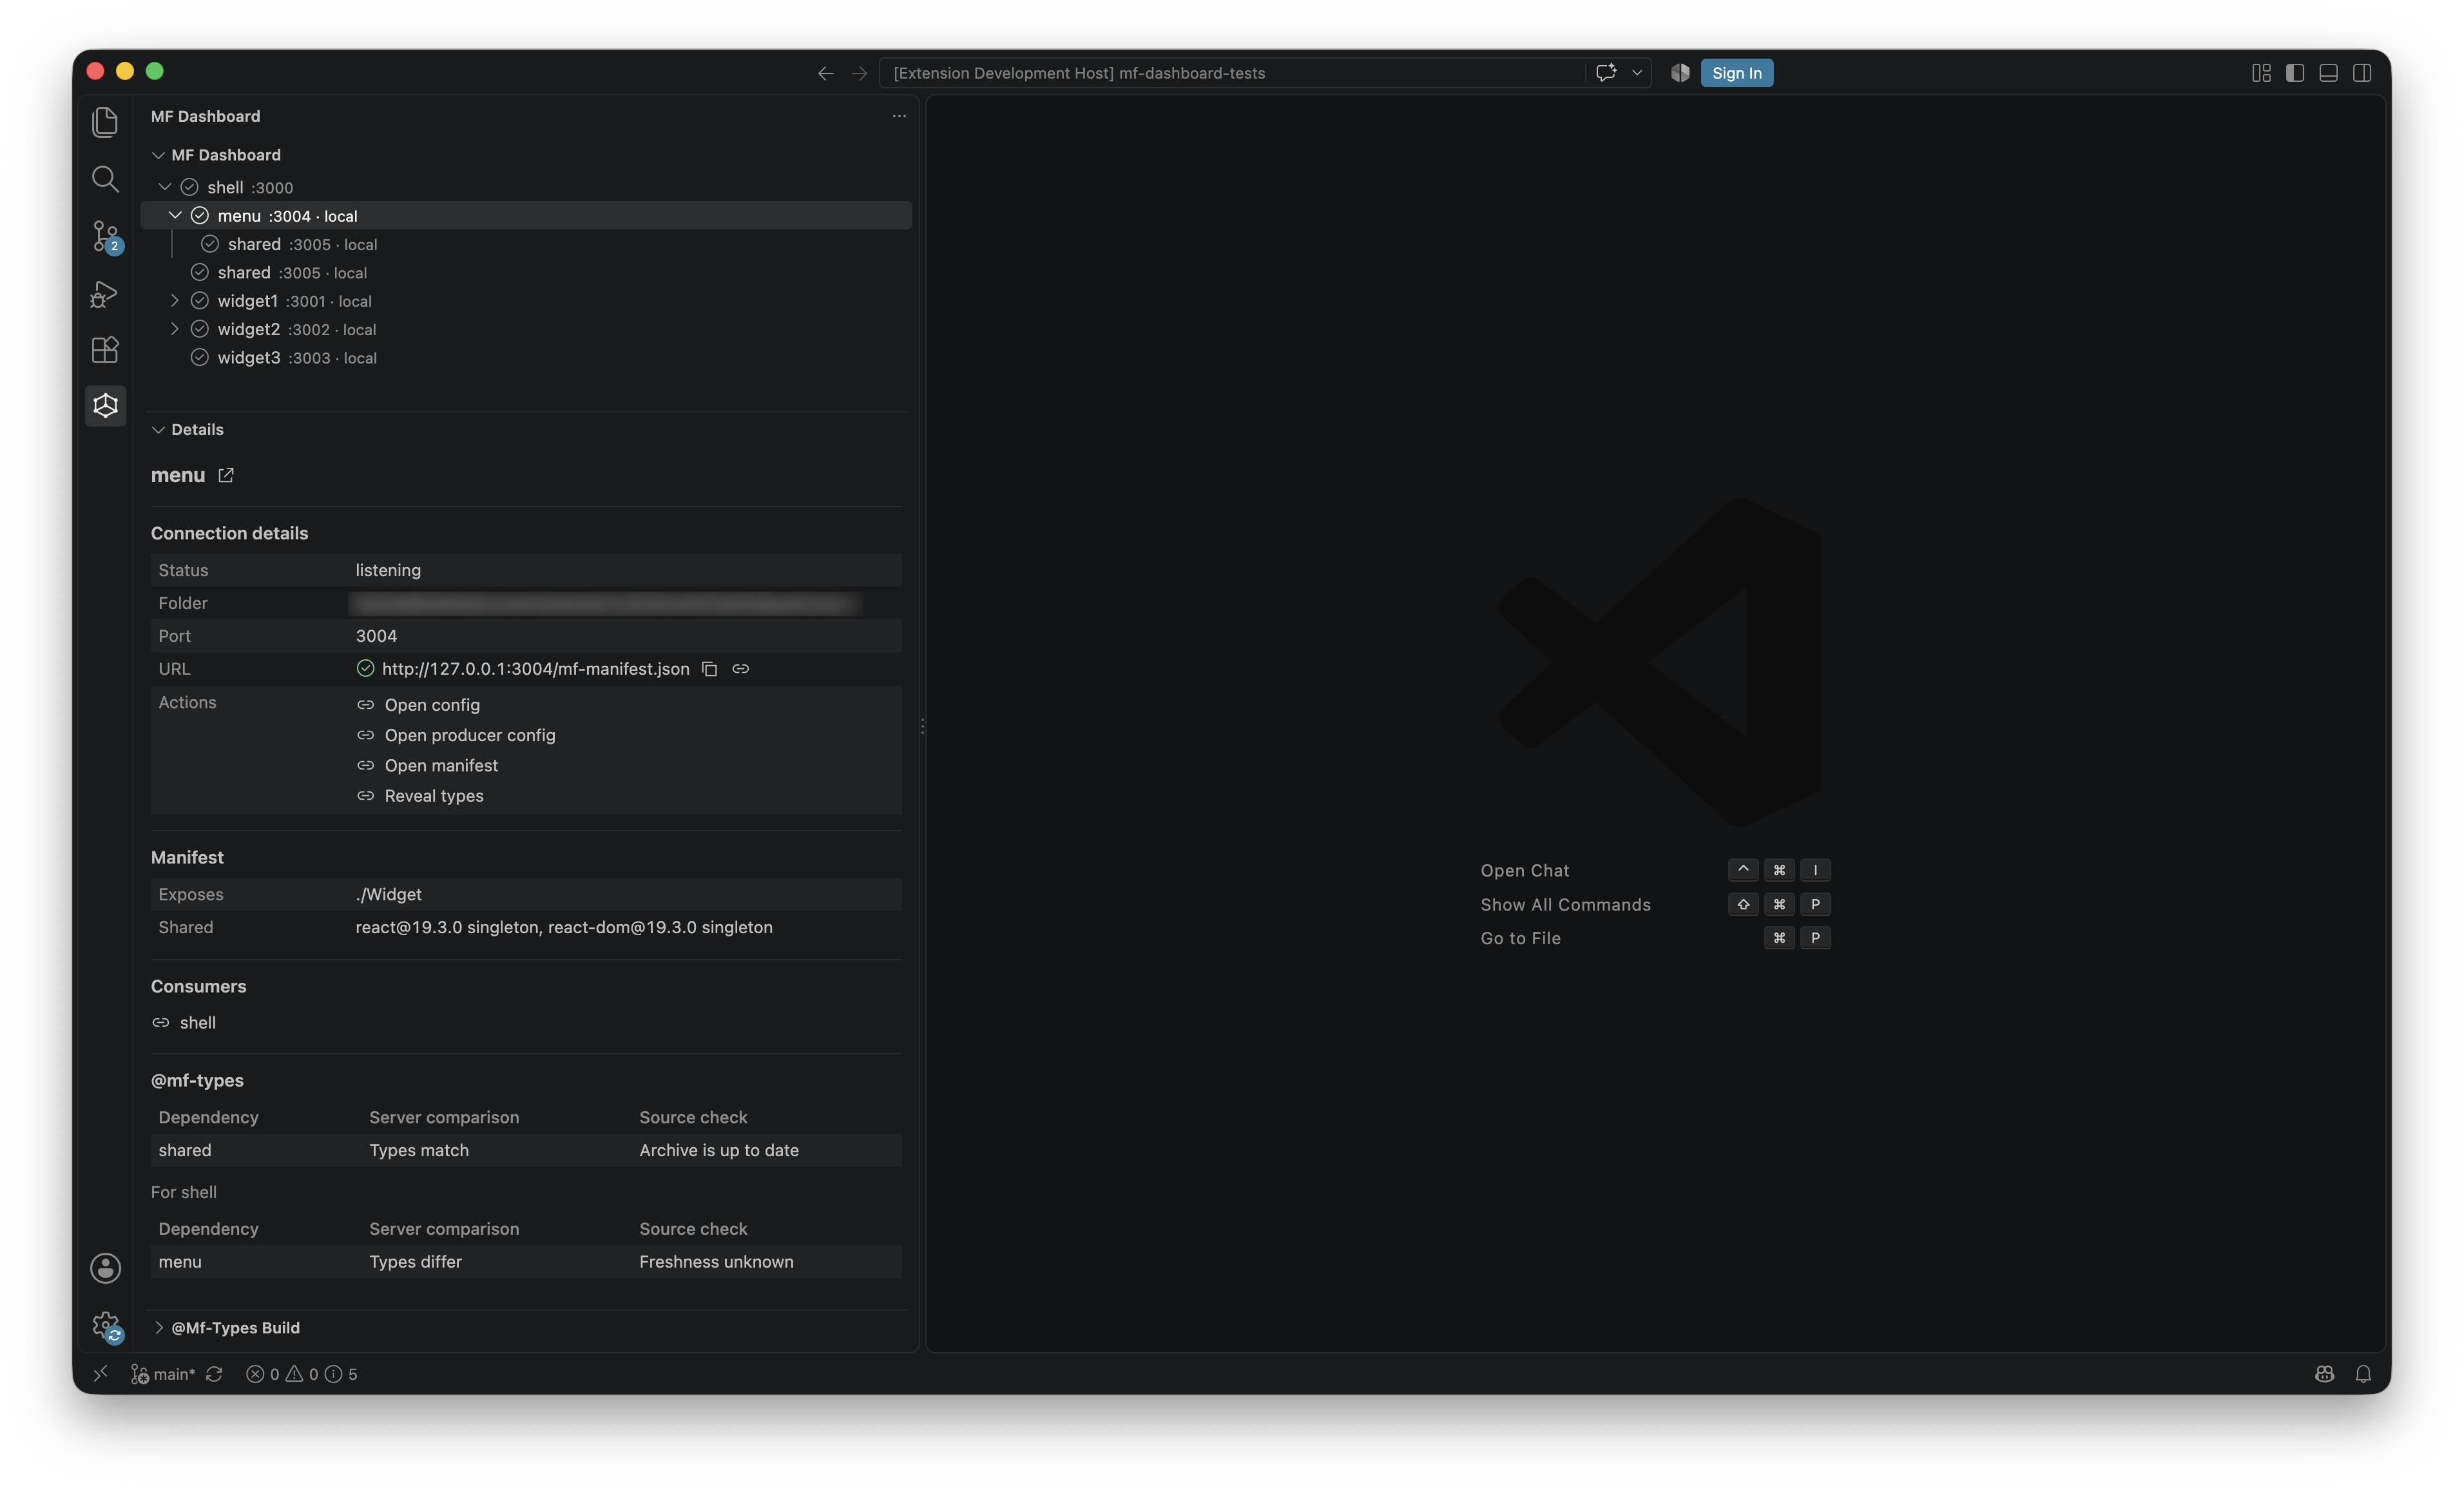 [Extension Development Host] mf-dashboard-tests
Sign In
MF Dashboard
MF Dashboard
shell :3000
menu :3004 · local
shared :3005 · local
shared :3005 · local
widget1 :3001 · local
widget2 :3002 · local
widget3 :3003 · local
2
Details
menu
Connection details
Status listening
Folder
Port 3004
URL http://127.0.0.1:3004/mf-manifest.json
Actions Open config
Open producer config
Open manifest
Reveal types
Manifest
Exposes ./Widget
Shared react@19.3.0 singleton, react-dom@19.3.0 singleton
Consumers
shell
@mf-types
Dependency Server comparison Source check
shared Types match Archive is up to date
For shell
Dependency Server comparison Source check
menu Types differ Freshness unknown
@Mf-Types Build
Open Chat ^ ⌘ I
Show All Commands ⇧ ⌘ P
Go to File ⌘ P
main* 0 0 5